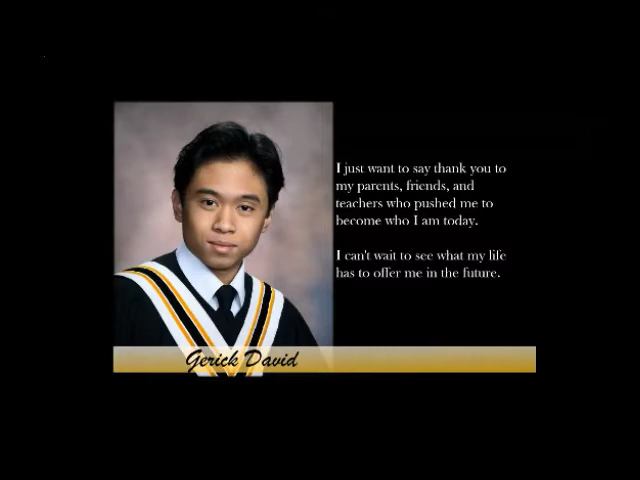 I just want to say thank you to
my parents, friends, and
teachers who pushed me to
become who I am today.
I can't wait to see what my life
has to offer me in the future.
Gerick David